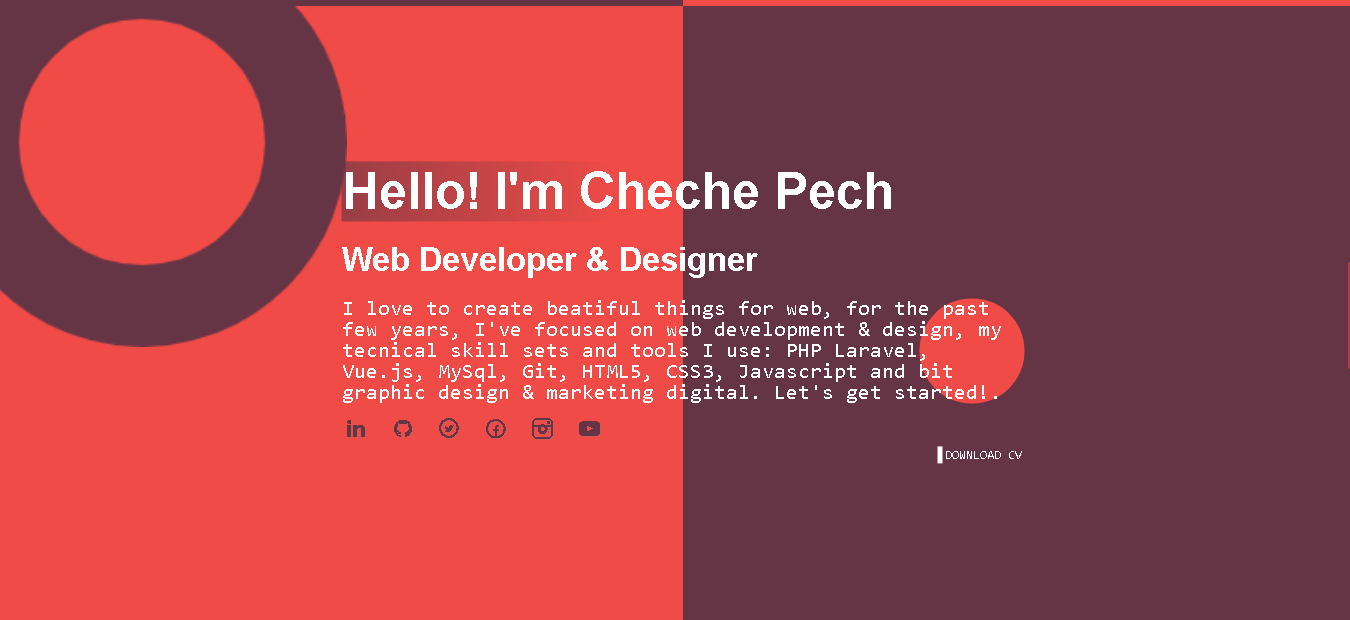 Hello! I'm Cheche Pech
Web Developer & Designer
I love to create beatiful things for web, for the past
few years, I've focused on web development & design, my
tecnical skill sets and tools I use: PHP Laravel,
Vue.js, MySql, Git, HTML5, CSS3, Javascript and bit
graphic design & marketing digital. Let's get started!.
in
DOWNLOAD CV